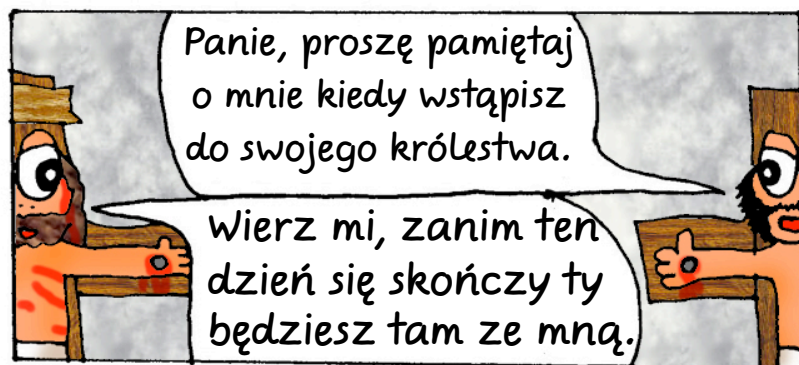 Panie, proszę pamiętaj
o mnie kiedy wstąpisz
do swojego królestwa.
Wierz mi, zanim ten
dzień się skończy ty
będziesz tam ze mną.